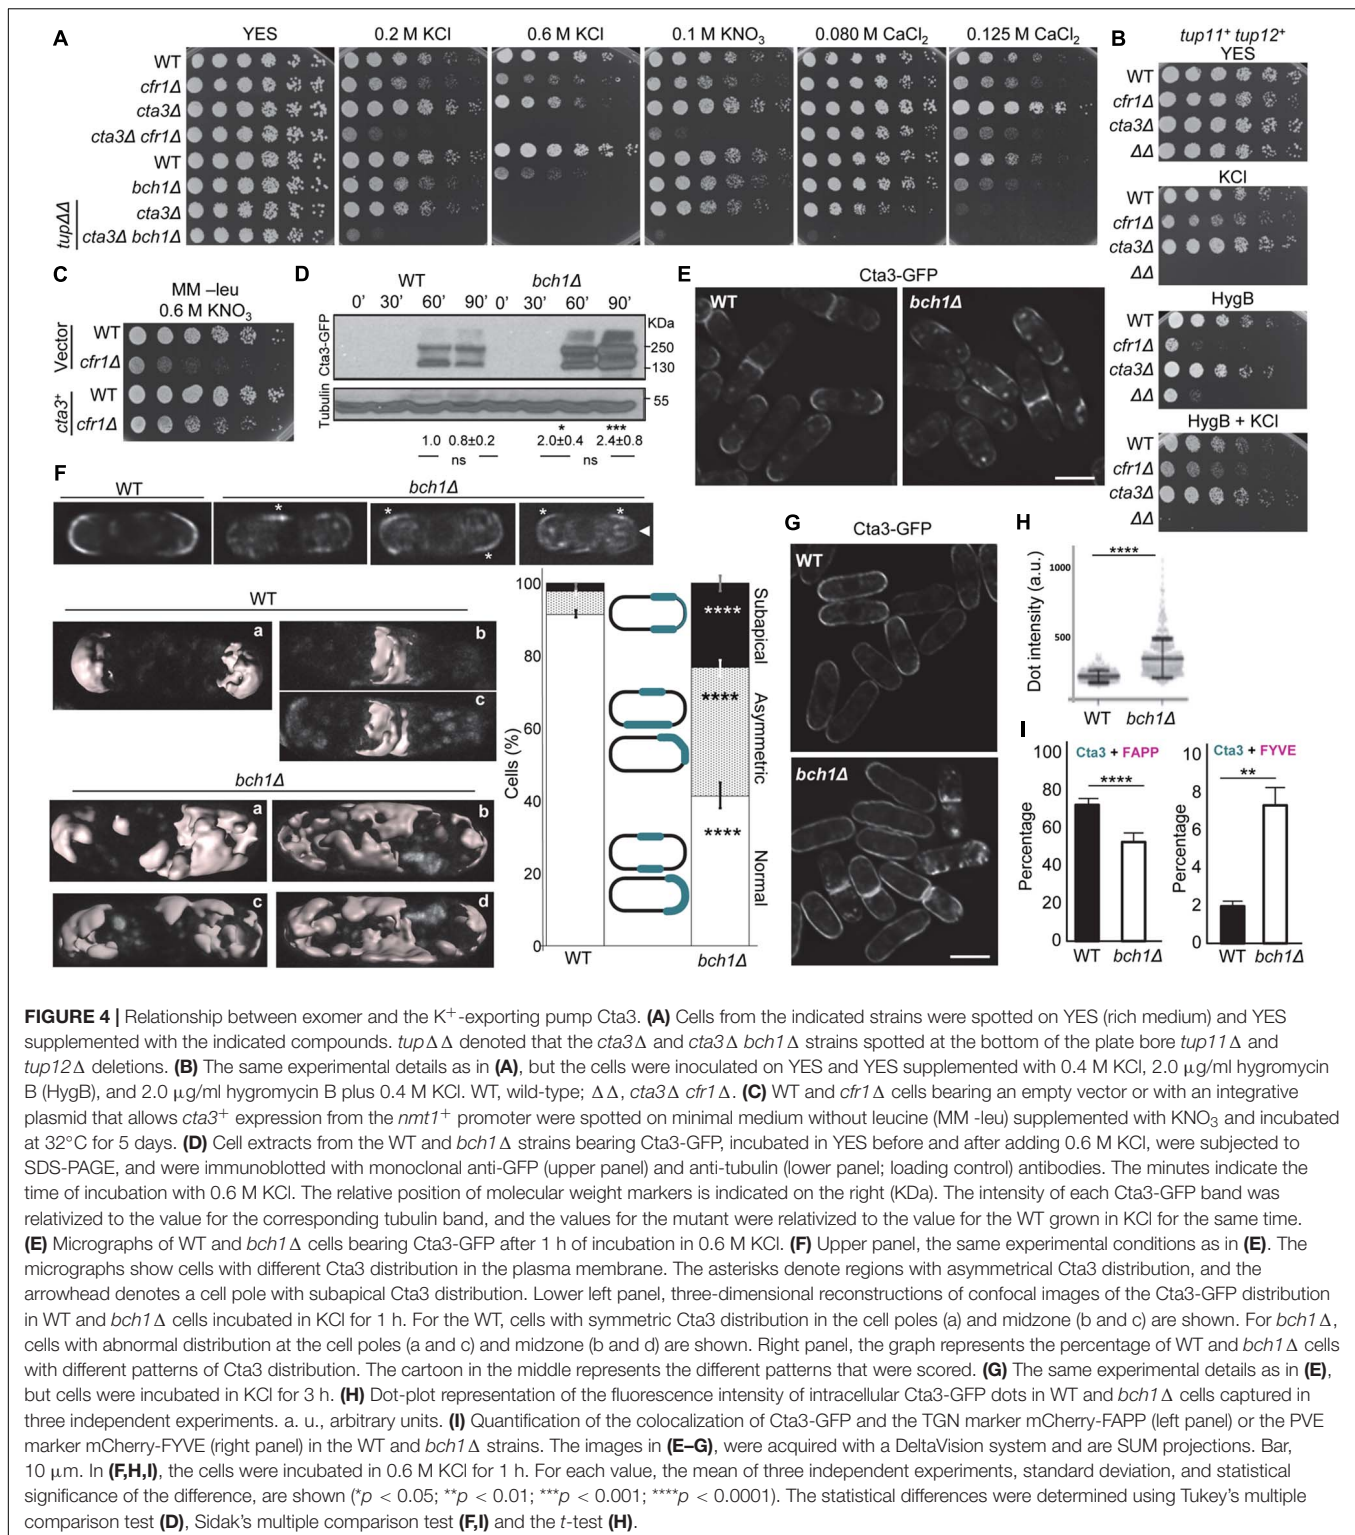 A
YES
0.2 M KCl
0.6 M KCl
0.1 M KNO₃
0.080 M CaCl₂
0.125 M CaCl₂
WT
cfr1Δ
cta3Δ
cta3Δ cfr1Δ
WT
bch1Δ
tupΔΔ
cta3Δ
cta3Δ bch1Δ
B
tup11⁺ tup12⁺
YES
WT
cfr1Δ
cta3Δ
ΔΔ
KCl
WT
cfr1Δ
cta3Δ
ΔΔ
HygB
WT
cfr1Δ
cta3Δ
ΔΔ
HygB + KCl
WT
cfr1Δ
cta3Δ
ΔΔ
C
MM –leu
0.6 M KNO₃
Vector
WT
cfr1Δ
cta3⁺
WT
cfr1Δ
D
WT bch1Δ
0' 30' 60' 90' 0' 30' 60' 90'
Cta3-GFP
KDa
250
130
Tubulin
55
* ***
1.0 0.8±0.2 2.0±0.4 2.4±0.8
ns ns
E
Cta3-GFP
WT
bch1Δ
F
WT bch1Δ
* * * * *
WT
a
b
c
bch1Δ
a
b
c
d
Cells (%)
100
80
60
40
20
0
WT
bch1Δ
****
****
****
Subapical
Asymmetric
Normal
G
Cta3-GFP
WT
bch1Δ
H
****
Dot intensity (a.u.)
1000
500
WT bch1Δ
I
Cta3 + FAPP
****
Percentage
100
80
60
40
20
0
WT bch1Δ
Cta3 + FYVE
**
Percentage
10
8
6
4
2
0
WT bch1Δ
FIGURE 4 | Relationship between exomer and the K⁺-exporting pump Cta3. (A) Cells from the indicated strains were spotted on YES (rich medium) and YES
supplemented with the indicated compounds. tupΔΔ denoted that the cta3Δ and cta3Δ bch1Δ strains spotted at the bottom of the plate bore tup11Δ and
tup12Δ deletions. (B) The same experimental details as in (A), but the cells were inoculated on YES and YES supplemented with 0.4 M KCl, 2.0 μg/ml hygromycin
B (HygB), and 2.0 μg/ml hygromycin B plus 0.4 M KCl. WT, wild-type; ΔΔ, cta3Δ cfr1Δ. (C) WT and cfr1Δ cells bearing an empty vector or with an integrative
plasmid that allows cta3⁺ expression from the nmt1⁺ promoter were spotted on minimal medium without leucine (MM -leu) supplemented with KNO₃ and incubated
at 32°C for 5 days. (D) Cell extracts from the WT and bch1Δ strains bearing Cta3-GFP, incubated in YES before and after adding 0.6 M KCl, were subjected to
SDS-PAGE, and were immunoblotted with monoclonal anti-GFP (upper panel) and anti-tubulin (lower panel; loading control) antibodies. The minutes indicate the
time of incubation with 0.6 M KCl. The relative position of molecular weight markers is indicated on the right (KDa). The intensity of each Cta3-GFP band was
relativized to the value for the corresponding tubulin band, and the values for the mutant were relativized to the value for the WT grown in KCl for the same time.
(E) Micrographs of WT and bch1Δ cells bearing Cta3-GFP after 1 h of incubation in 0.6 M KCl. (F) Upper panel, the same experimental conditions as in (E). The
micrographs show cells with different Cta3 distribution in the plasma membrane. The asterisks denote regions with asymmetrical Cta3 distribution, and the
arrowhead denotes a cell pole with subapical Cta3 distribution. Lower left panel, three-dimensional reconstructions of confocal images of the Cta3-GFP distribution
in WT and bch1Δ cells incubated in KCl for 1 h. For the WT, cells with symmetric Cta3 distribution in the cell poles (a) and midzone (b and c) are shown. For bch1Δ,
cells with abnormal distribution at the cell poles (a and c) and midzone (b and d) are shown. Right panel, the graph represents the percentage of WT and bch1Δ cells
with different patterns of Cta3 distribution. The cartoon in the middle represents the different patterns that were scored. (G) The same experimental details as in (E),
but cells were incubated in KCl for 3 h. (H) Dot-plot representation of the fluorescence intensity of intracellular Cta3-GFP dots in WT and bch1Δ cells captured in
three independent experiments. a. u., arbitrary units. (I) Quantification of the colocalization of Cta3-GFP and the TGN marker mCherry-FAPP (left panel) or the PVE
marker mCherry-FYVE (right panel) in the WT and bch1Δ strains. The images in (E–G), were acquired with a DeltaVision system and are SUM projections. Bar,
10 μm. In (F,H,I), the cells were incubated in 0.6 M KCl for 1 h. For each value, the mean of three independent experiments, standard deviation, and statistical
significance of the difference, are shown (*p < 0.05; **p < 0.01; ***p < 0.001; ****p < 0.0001). The statistical differences were determined using Tukey's multiple
comparison test (D), Sidak's multiple comparison test (F,I) and the t-test (H).